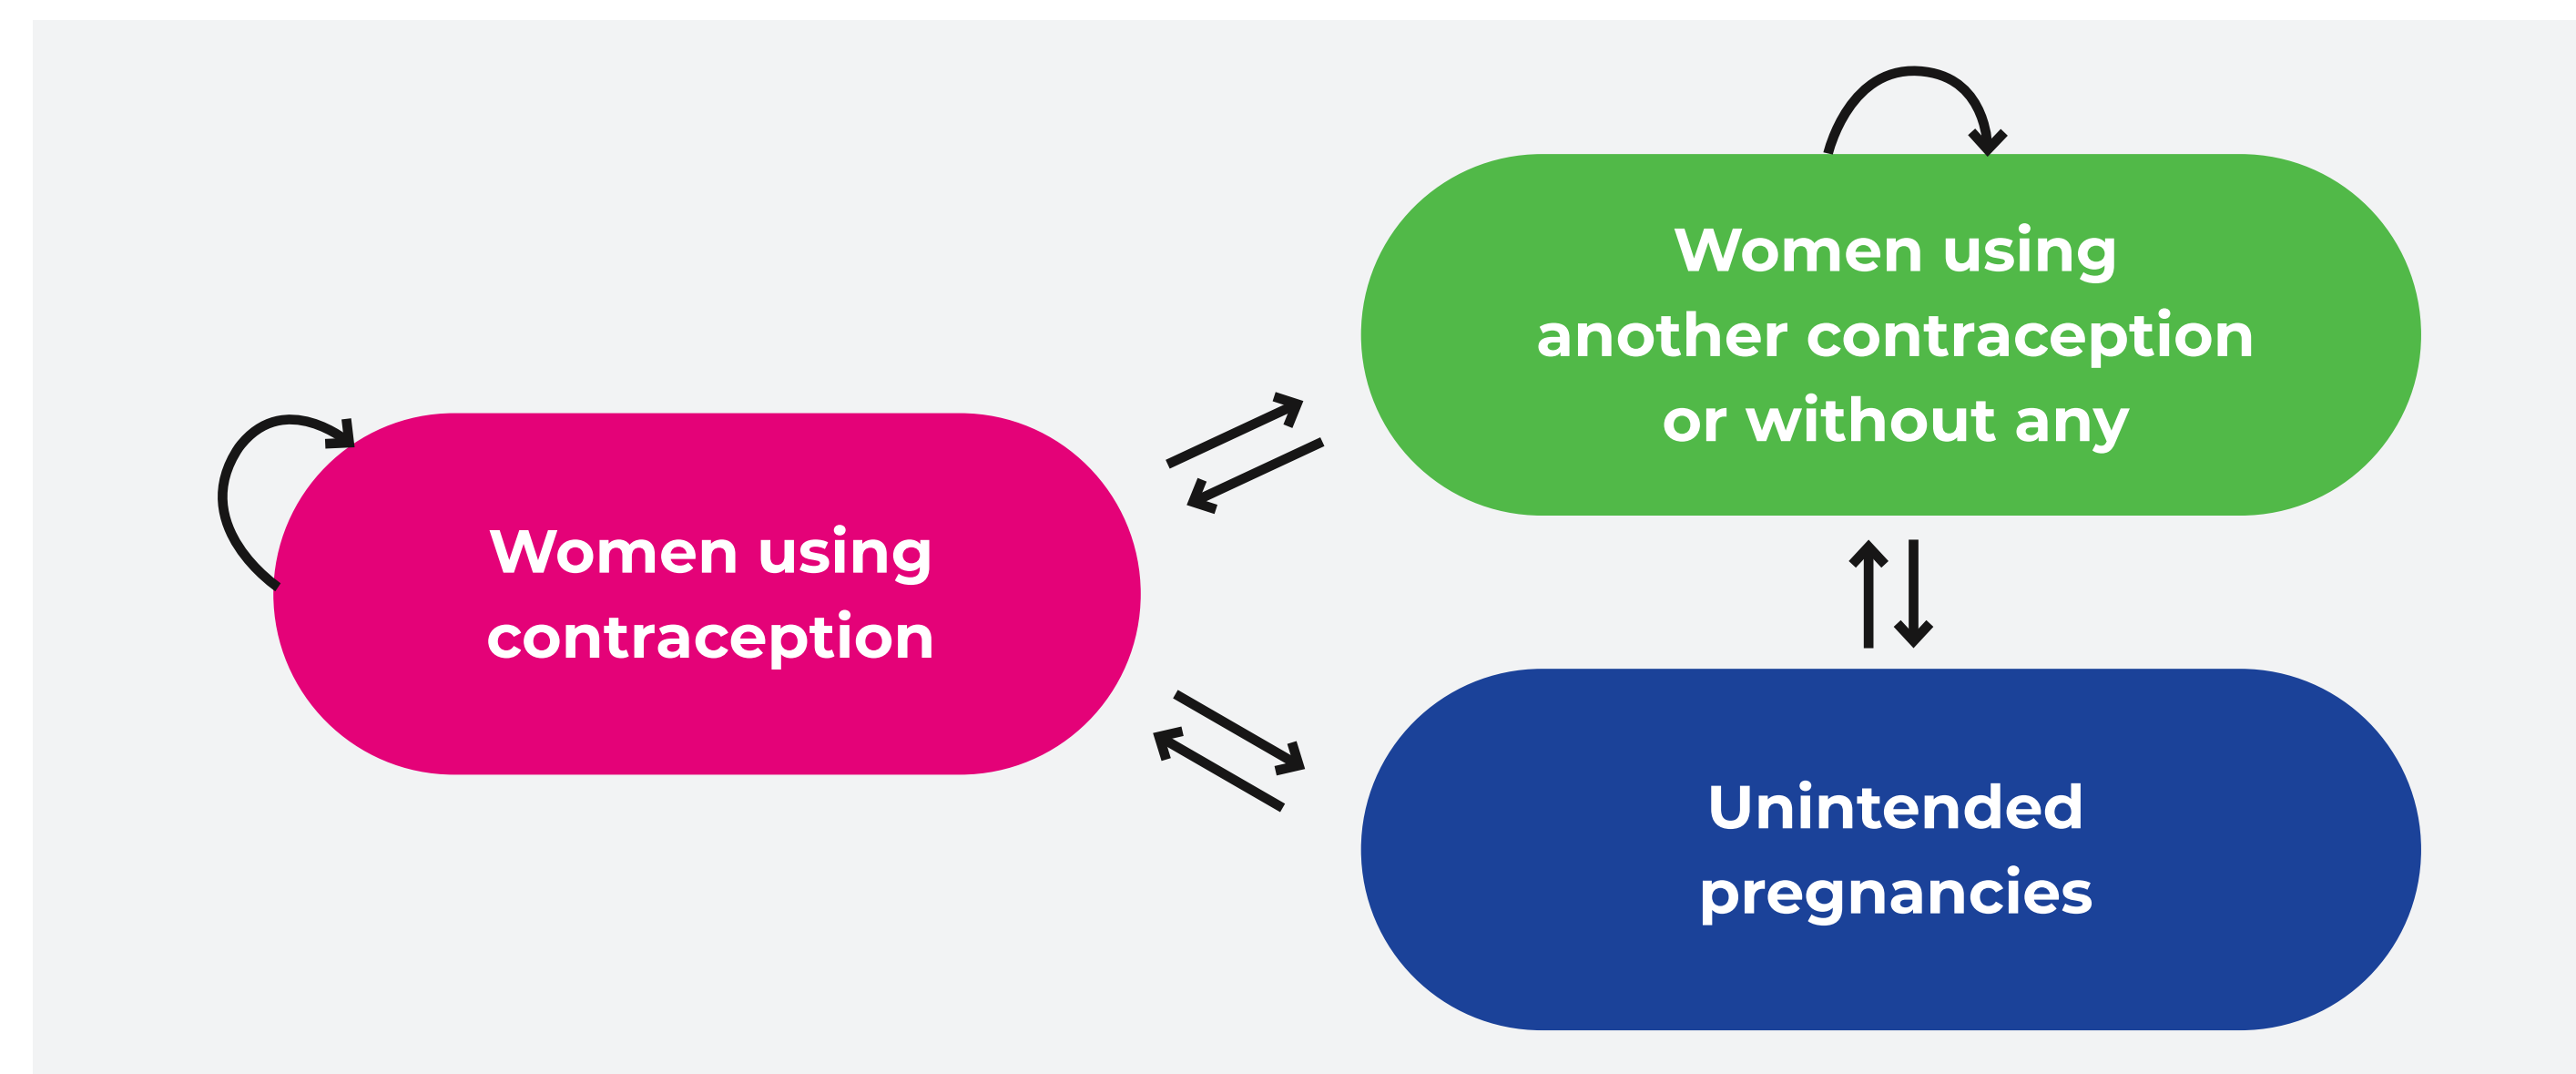 Women using
contraception
Women using
another contraception
or without any
Unintended
pregnancies